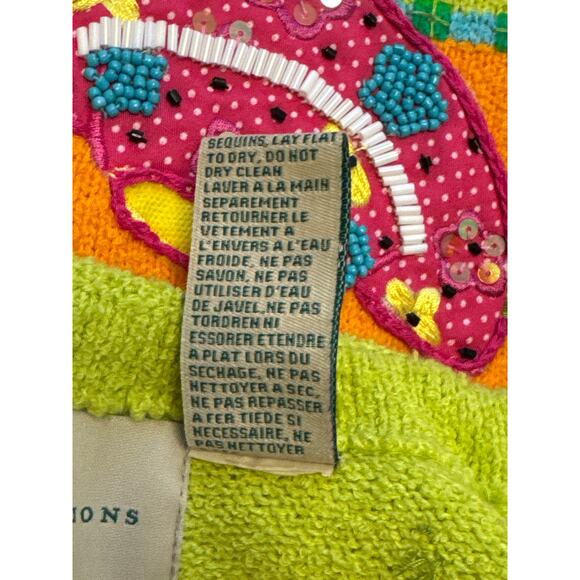 SEQUINS, LAY FLAT
TO DRY, DO NOT
DRY CLEAN
LAVER A LA MAIN
SEPAREMENT
RETOURNER LE
VETEMENT A
L'ENVERS A L'EAU
FROIDE, NE PAS
SAVON, NE PAS
UTILISER D'EAU
DE JAVEL, NE PAS
TORDREN NI
ESSORER ETENDRE
A PLAT LORS DU
SECHAGE, NE PAS
NETTOYER A SEC,
NE PAS REPASSER
A FER TIEDE SI
NECESSAIRE, NE
PAS NETTOYER
IONS